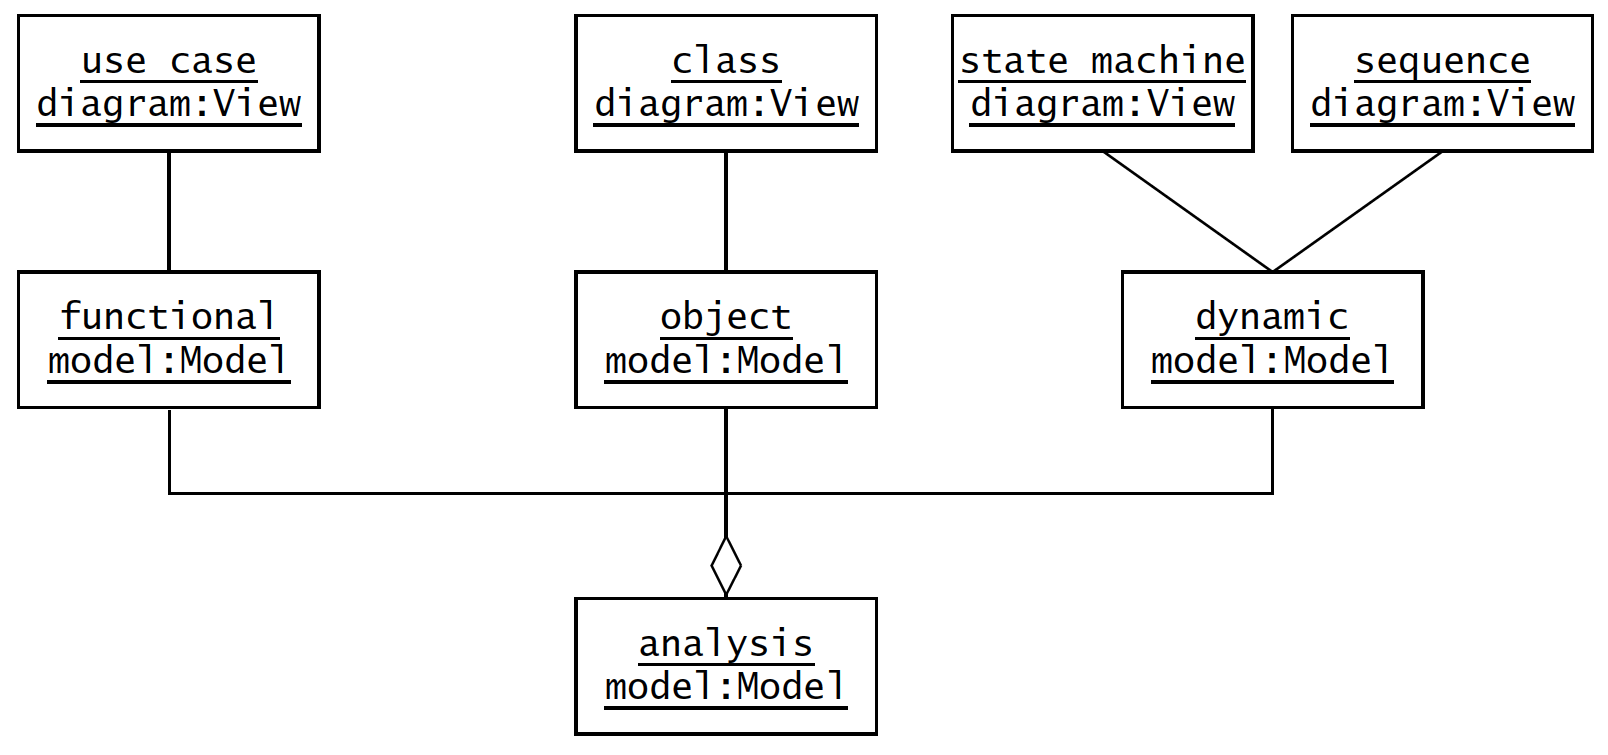 use case
diagram:View
class
diagram:View
state machine
diagram:View
sequence
diagram:View
functional
model:Model
object
model:Model
dynamic
model:Model
analysis
model:Model